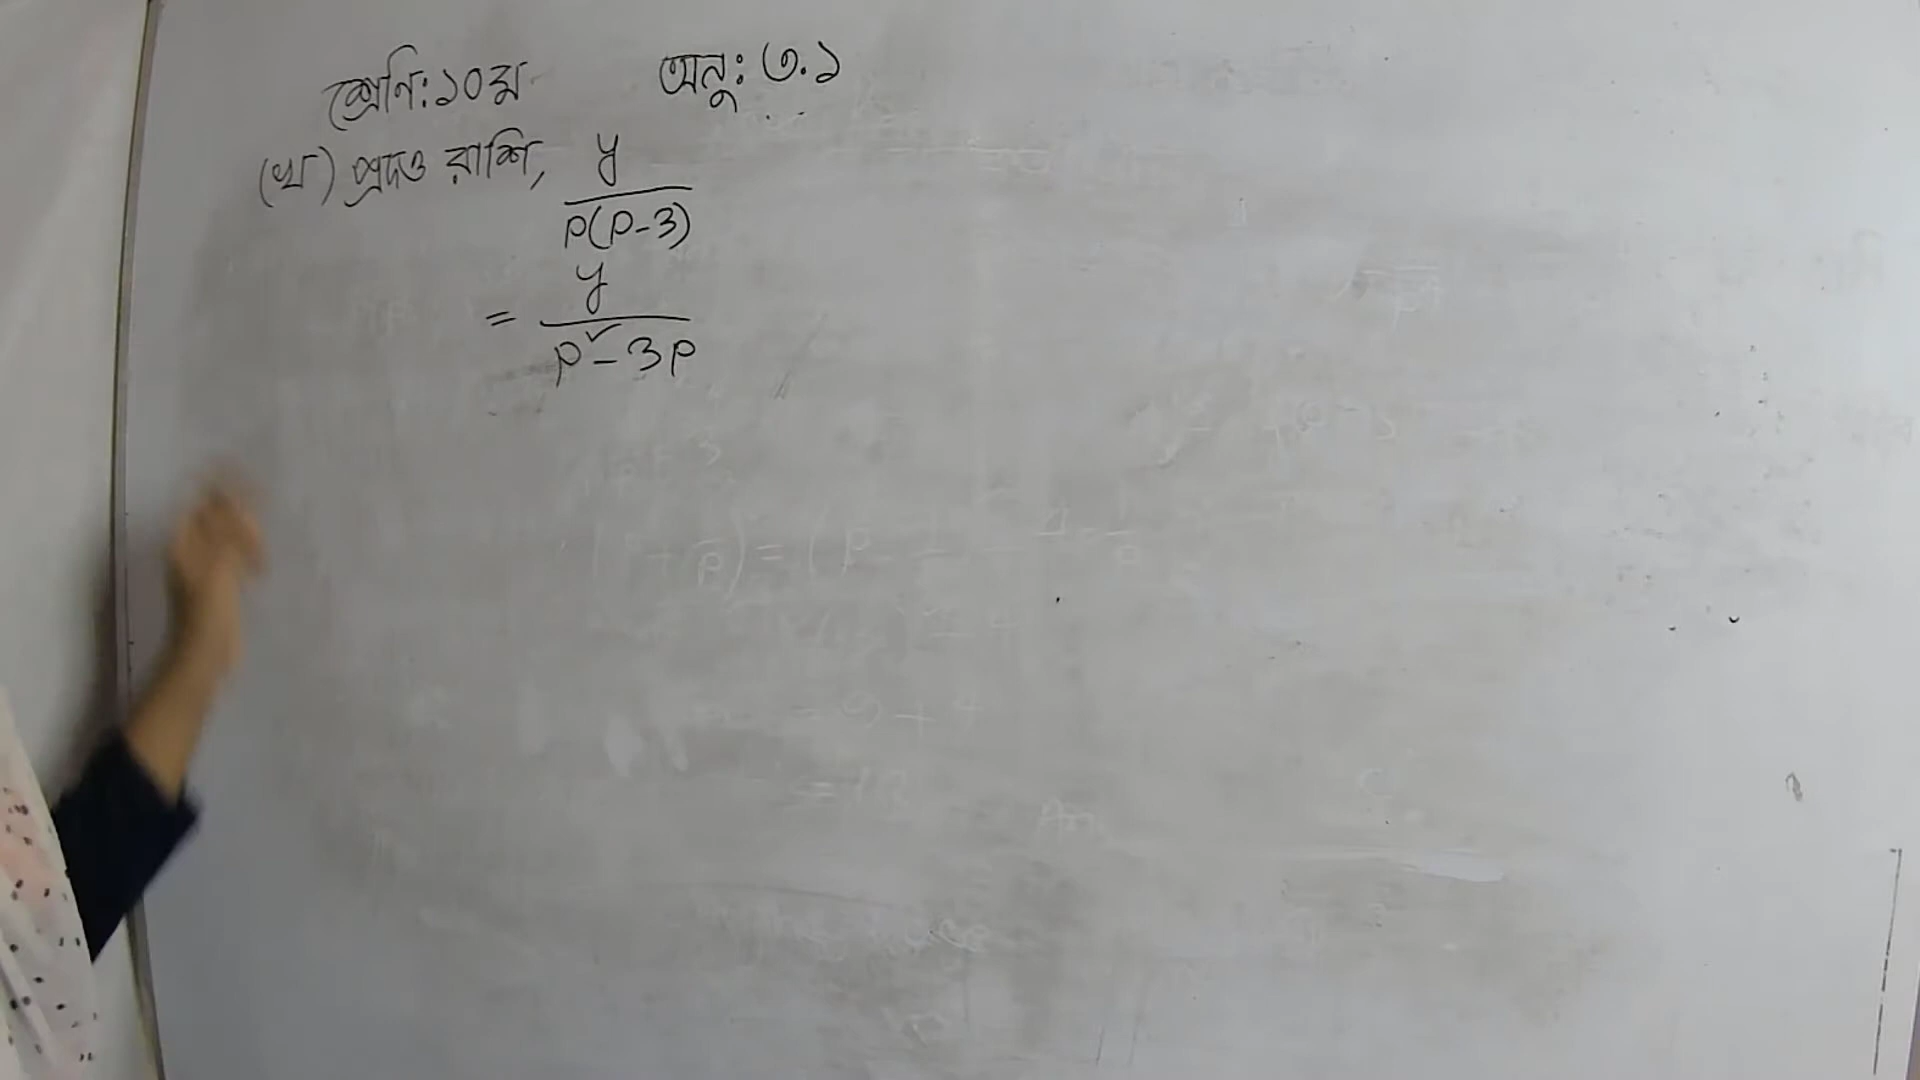 শ্রেণি: ১০ম অনু: ৩.১
(খ) প্রদত্ত রাশি, y / p(p-3)
= y / p² - 3p